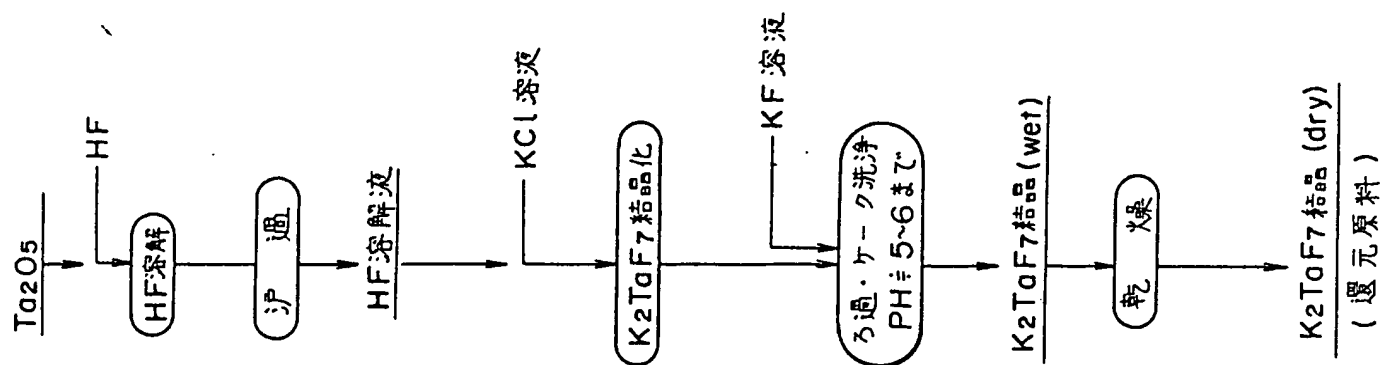 Ta2O5
HF
HF溶解
沪過
HF溶解液
KCl溶液
K2TaF7結晶化
KF溶液
ろ過・ケーク洗浄
PH≒5~6まで
K2TaF7結晶(wet)
乾燥
K2TaF7結晶(dry)
(還元原料)